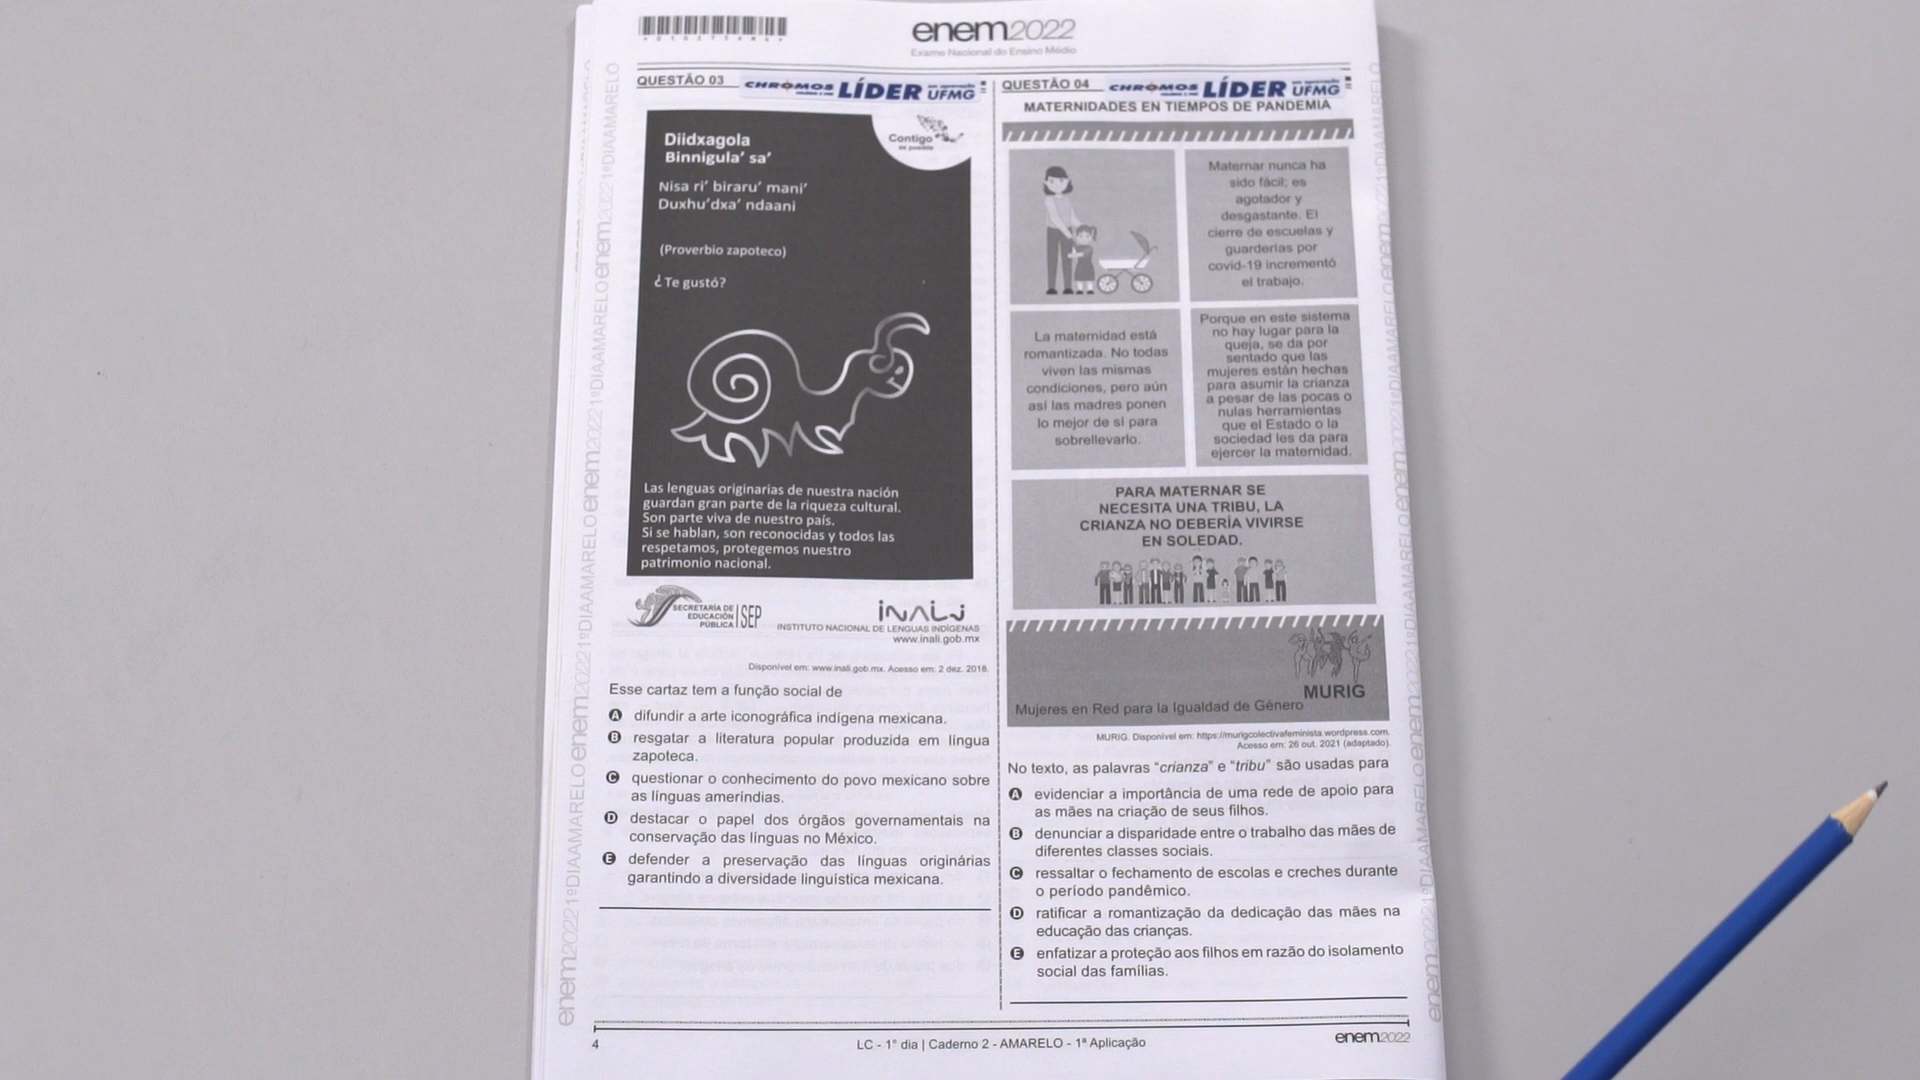 enem2022
Exame Nacional do Ensino Médio
QUESTÃO 03
CHROMOS LÍDER UFMG
Diidxagola
Binnigula’ sa’
Contigo
es posible
Nisa ri’ biraru’ mani’
Duxhu’dxa’ ndaani
(Proverbio zapoteco)
¿Te gustó?
Las lenguas originarias de nuestra nación
guardan gran parte de la riqueza cultural.
Son parte viva de nuestro país.
Si se hablan, son reconocidas y todos las
respetamos, protegemos nuestro
patrimonio nacional.
SECRETARÍA DE
EDUCACIÓN
PÚBLICA
SEP
INALI
INSTITUTO NACIONAL DE LENGUAS INDÍGENAS
www.inali.gob.mx
Disponível em: www.inali.gob.mx. Acesso em: 2 dez. 2018.
Esse cartaz tem a função social de
A difundir a arte iconográfica indígena mexicana.
B resgatar a literatura popular produzida em língua
zapoteca.
C questionar o conhecimento do povo mexicano sobre
as línguas ameríndias.
D destacar o papel dos órgãos governamentais na
conservação das línguas no México.
E defender a preservação das línguas originárias
garantindo a diversidade linguística mexicana.
QUESTÃO 04
CHROMOS LÍDER UFMG
MATERNIDADES EN TIEMPOS DE PANDEMIA
Maternar nunca ha
sido fácil; es
agotador y
desgastante. El
cierre de escuelas y
guarderías por
covid-19 incrementó
el trabajo.
La maternidad está
romantizada. No todas
viven las mismas
condiciones, pero aún
así las madres ponen
lo mejor de sí para
sobrellevarlo.
Porque en este sistema
no hay lugar para la
queja, se da por
sentado que las
mujeres están hechas
para asumir la crianza
a pesar de las pocas o
nulas herramientas
que el Estado o la
sociedad les da para
ejercer la maternidad.
PARA MATERNAR SE
NECESITA UNA TRIBU, LA
CRIANZA NO DEBERÍA VIVIRSE
EN SOLEDAD.
MURIG
Mujeres en Red para la Igualdad de Género
MURIG. Disponível em: https://murigcolectivafeminista.wordpress.com.
Acesso em: 26 out. 2021 (adaptado).
No texto, as palavras “crianza” e “tribu” são usadas para
A evidenciar a importância de uma rede de apoio para
as mães na criação de seus filhos.
B denunciar a disparidade entre o trabalho das mães de
diferentes classes sociais.
C ressaltar o fechamento de escolas e creches durante
o período pandêmico.
D ratificar a romantização da dedicação das mães na
educação das crianças.
E enfatizar a proteção aos filhos em razão do isolamento
social das famílias.
4
LC - 1° dia | Caderno 2 - AMARELO - 1ª Aplicação
enem2022